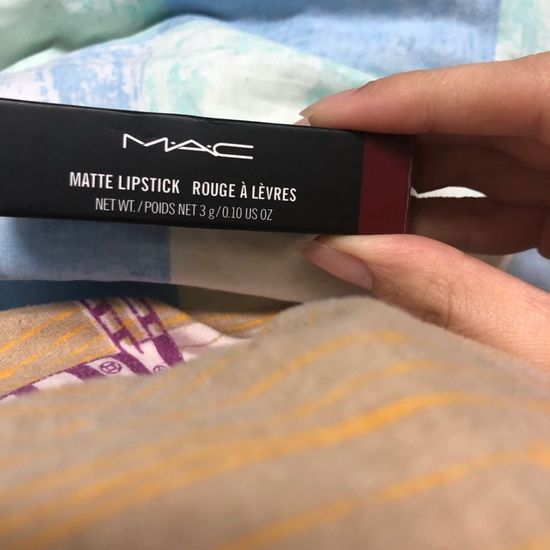 M·A·C
MATTE LIPSTICK ROUGE À LÈVRES
NET WT. / POIDS NET 3 g / 0.10 US OZ